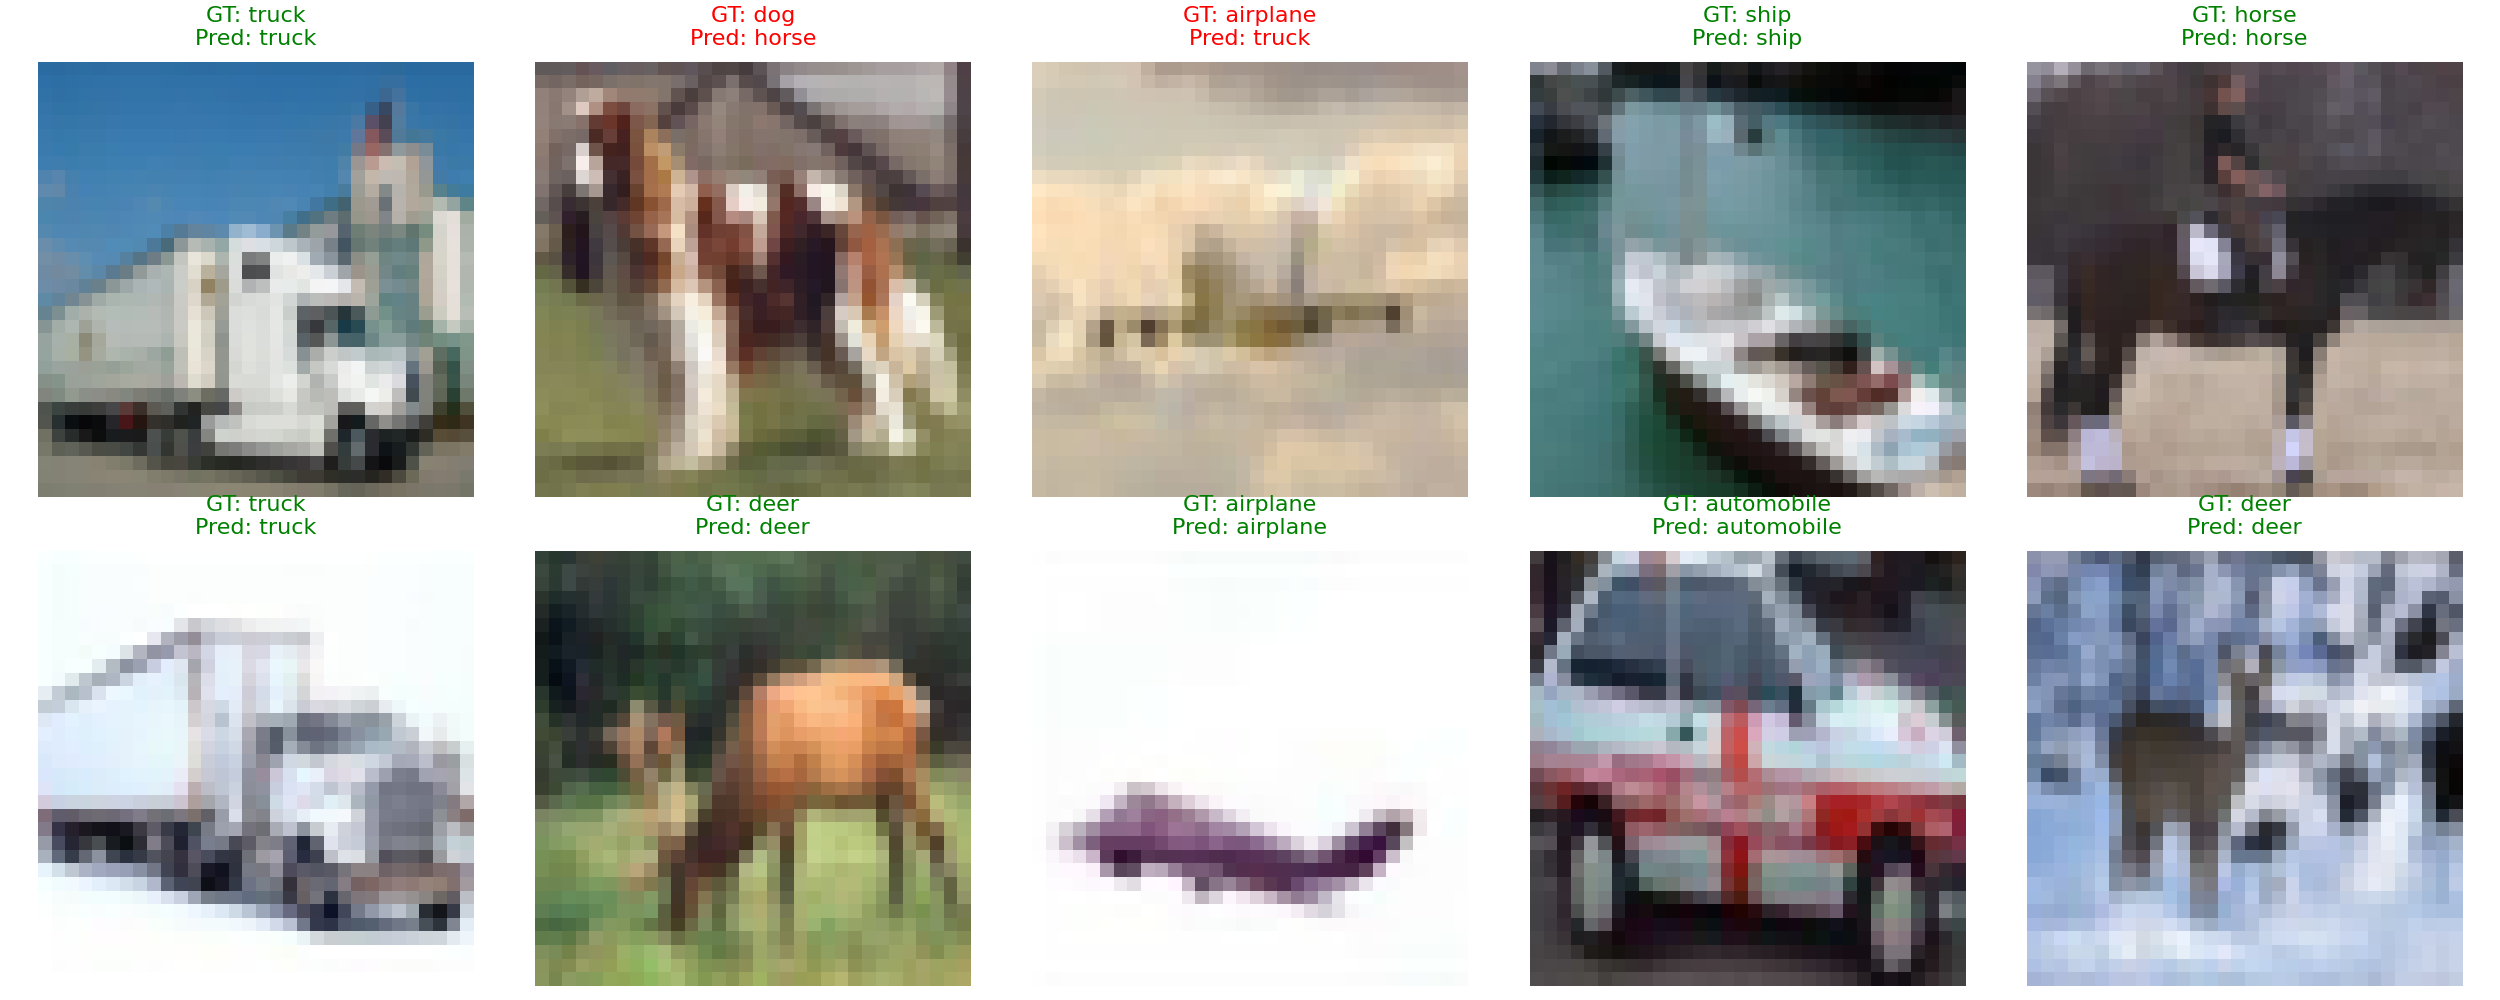 GT: truck
Pred: truck
GT: dog
Pred: horse
GT: airplane
Pred: truck
GT: ship
Pred: ship
GT: horse
Pred: horse
GT: truck
Pred: truck
GT: deer
Pred: deer
GT: airplane
Pred: airplane
GT: automobile
Pred: automobile
GT: deer
Pred: deer